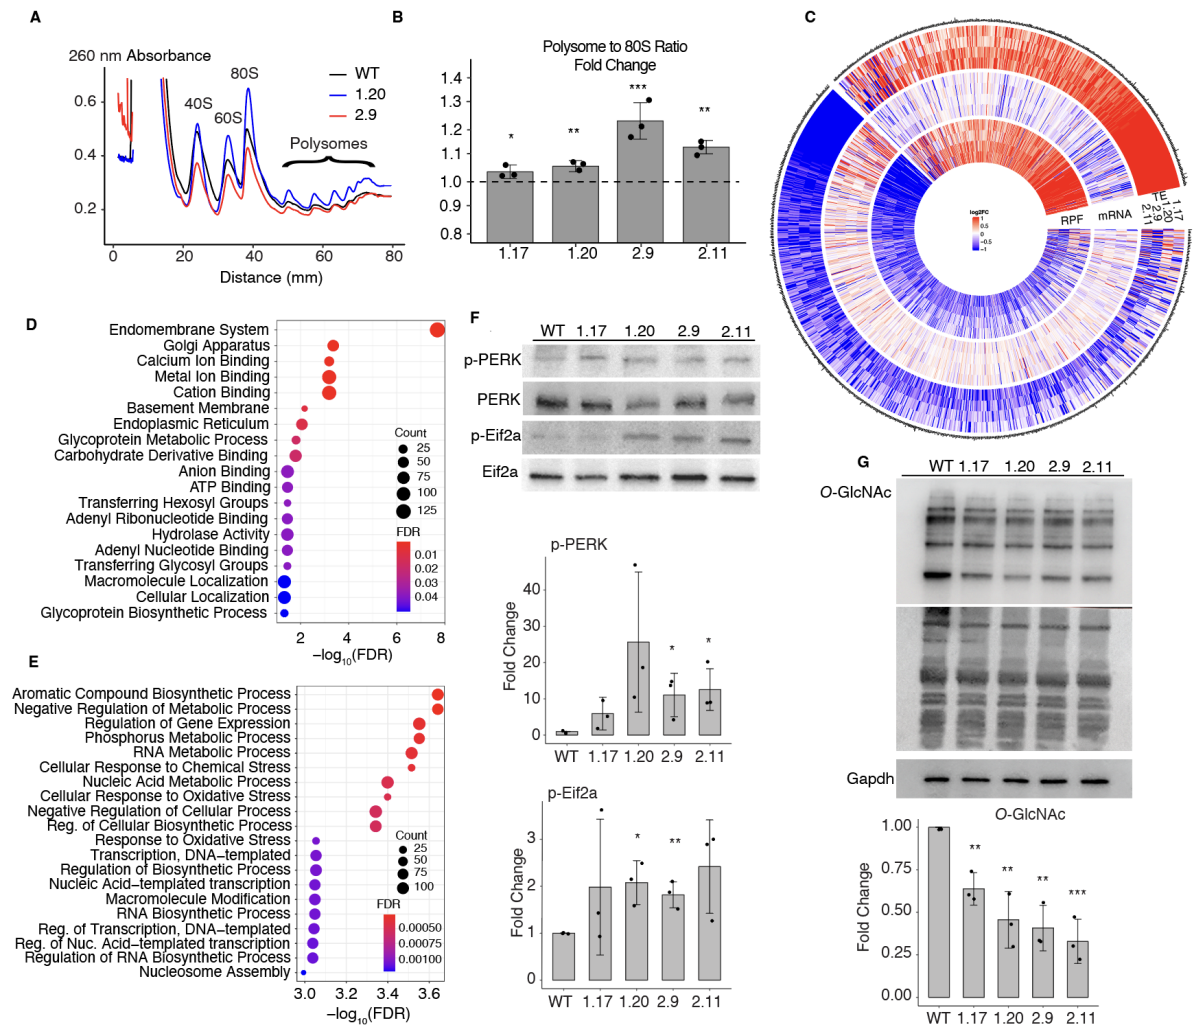 A
260 nm Absorbance
WT
1.20
2.9
80S
40S
60S
Polysomes
0.6
0.4
0.2
0
20
40
60
80
Distance (mm)
B
Polysome to 80S Ratio
Fold Change
1.4
1.3
1.2
1.1
1.0
0.9
0.8
*
**
***
**
1.17
1.20
2.9
2.11
C
log2FC
1
0.5
0
−0.5
−1
RPF
mRNA
TE
1.17
1.20
2.9
2.11
D
Endomembrane System
Golgi Apparatus
Calcium Ion Binding
Metal Ion Binding
Cation Binding
Basement Membrane
Endoplasmic Reticulum
Glycoprotein Metabolic Process
Carbohydrate Derivative Binding
Anion Binding
ATP Binding
Transferring Hexosyl Groups
Adenyl Ribonucleotide Binding
Hydrolase Activity
Adenyl Nucleotide Binding
Transferring Glycosyl Groups
Macromolecule Localization
Cellular Localization
Glycoprotein Biosynthetic Process
Count
25
50
75
100
125
FDR
0.01
0.02
0.03
0.04
2
4
6
8
−log10(FDR)
E
Aromatic Compound Biosynthetic Process
Negative Regulation of Metabolic Process
Regulation of Gene Expression
Phosphorus Metabolic Process
RNA Metabolic Process
Cellular Response to Chemical Stress
Nucleic Acid Metabolic Process
Cellular Response to Oxidative Stress
Negative Regulation of Cellular Process
Reg. of Cellular Biosynthetic Process
Response to Oxidative Stress
Transcription, DNA−templated
Regulation of Biosynthetic Process
Nucleic Acid−templated transcription
Macromolecule Modification
RNA Biosynthetic Process
Reg. of Transcription, DNA−templated
Reg. of Nuc. Acid−templated transcription
Regulation of RNA Biosynthetic Process
Nucleosome Assembly
Count
25
50
75
100
FDR
0.00050
0.00075
0.00100
3.0
3.2
3.4
3.6
−log10(FDR)
F
WT 1.17 1.20 2.9 2.11
p-PERK
PERK
p-Eif2a
Eif2a
p-PERK
Fold Change
40
30
20
10
0
*
*
WT 1.17 1.20 2.9 2.11
p-Eif2a
Fold Change
3
2
1
0
*
**
WT 1.17 1.20 2.9 2.11
G
WT 1.17 1.20 2.9 2.11
O-GlcNAc
Gapdh
O-GlcNAc
Fold Change
1.00
0.75
0.50
0.25
0.00
**
**
**
***
WT 1.17 1.20 2.9 2.11